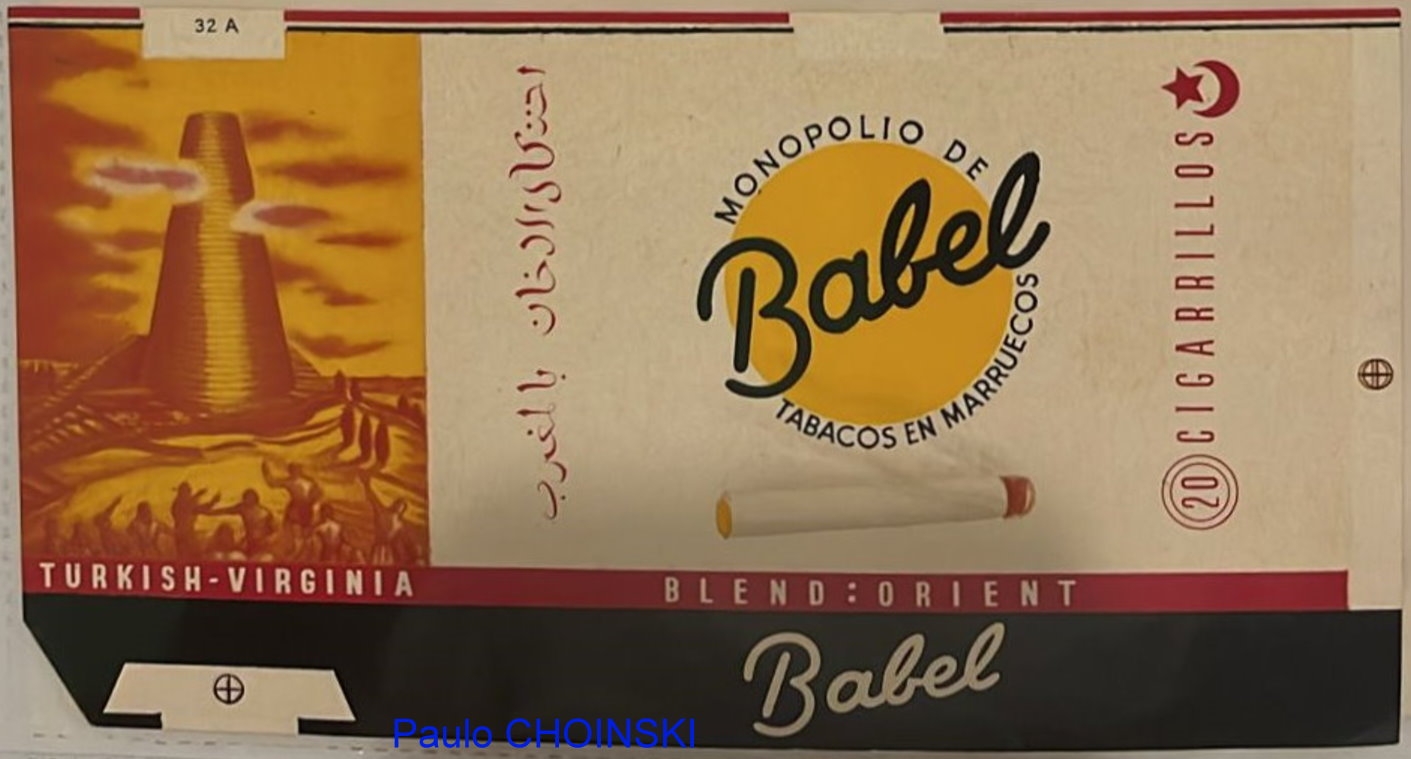 32 A
TURKISH-VIRGINIA
احتكار الدخان بالمغرب
MONOPOLIO DE
Babel
TABACOS EN MARRUECOS
20 CIGARRILLOS
BLEND:ORIENT
Babel
Paulo CHOINSKI